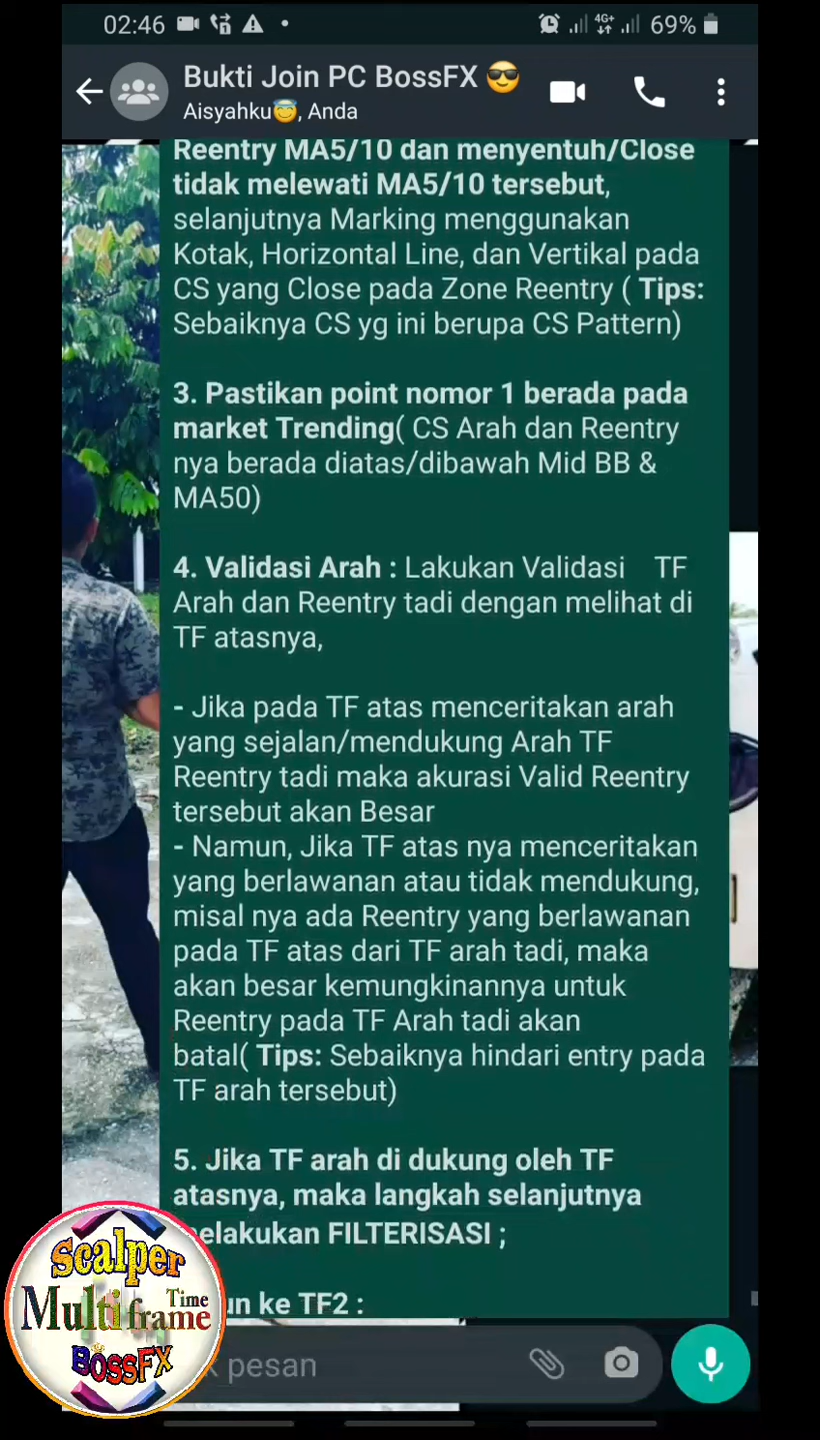 02:46
4G+
69%
Bukti Join PC BossFX 😎
Aisyahku😇, Anda
Reentry MA5/10 dan menyentuh/Close
tidak melewati MA5/10 tersebut,
selanjutnya Marking menggunakan
Kotak, Horizontal Line, dan Vertikal pada
CS yang Close pada Zone Reentry ( Tips:
Sebaiknya CS yg ini berupa CS Pattern)
3. Pastikan point nomor 1 berada pada
market Trending( CS Arah dan Reentry
nya berada diatas/dibawah Mid BB &
MA50)
4. Validasi Arah : Lakukan Validasi TF
Arah dan Reentry tadi dengan melihat di
TF atasnya,
- Jika pada TF atas menceritakan arah
yang sejalan/mendukung Arah TF
Reentry tadi maka akurasi Valid Reentry
tersebut akan Besar
- Namun, Jika TF atas nya menceritakan
yang berlawanan atau tidak mendukung,
misal nya ada Reentry yang berlawanan
pada TF atas dari TF arah tadi, maka
akan besar kemungkinannya untuk
Reentry pada TF Arah tadi akan
batal( Tips: Sebaiknya hindari entry pada
TF arah tersebut)
5. Jika TF arah di dukung oleh TF
atasnya, maka langkah selanjutnya
elakukan FILTERISASI ;
un ke TF2 :
k pesan
Scalper
Multi Time frame
BossFX